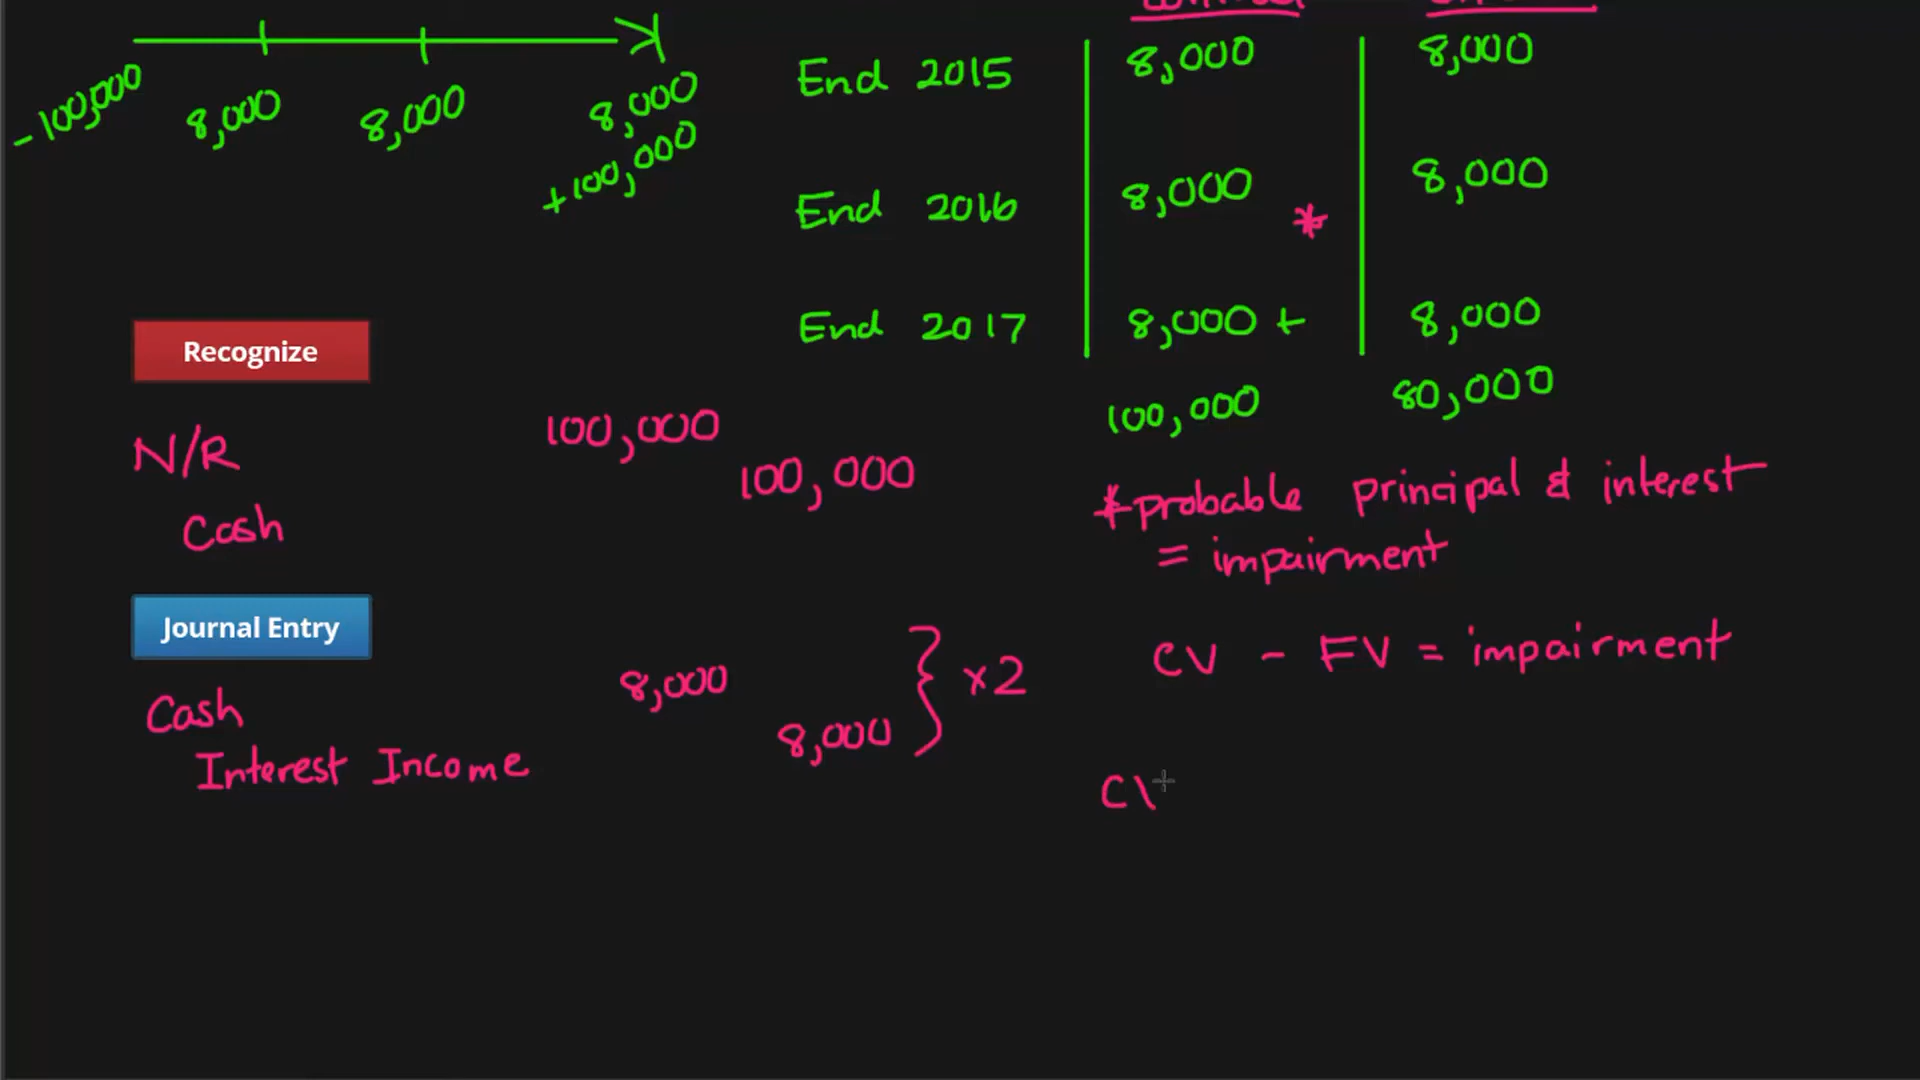 -100,000 8,000 8,000 8,000
+100,000
End 2015 8,000 8,000
End 2016 8,000 * 8,000
End 2017 8,000 + 8,000
100,000 80,000
Recognize
N/R 100,000
Cash 100,000
* probable principal & interest
= impairment
Journal Entry
Cash 8,000
Interest Income 8,000 } x2
CV - FV = impairment